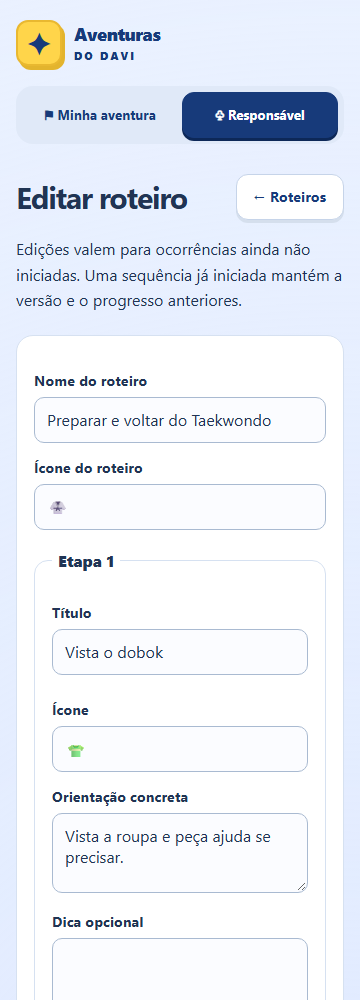 Aventuras
DO DAVI
Minha aventura
Responsável
Editar roteiro
← Roteiros
Edições valem para ocorrências ainda não
iniciadas. Uma sequência já iniciada mantém a
versão e o progresso anteriores.
Nome do roteiro
Preparar e voltar do Taekwondo
Ícone do roteiro
Etapa 1
Título
Vista o dobok
Ícone
Orientação concreta
Vista a roupa e peça ajuda se
precisar.
Dica opcional